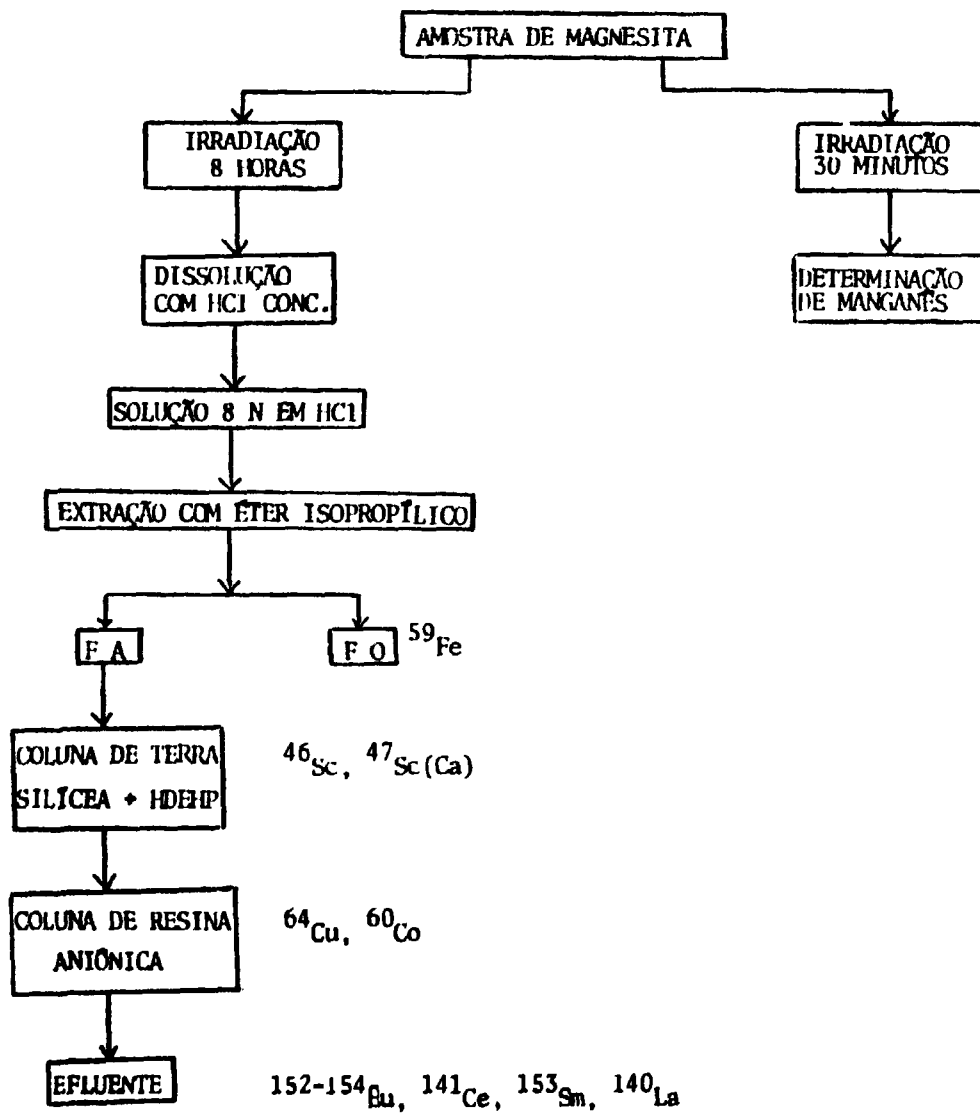 AMOSTRA DE MAGNESITA
IRRADIAÇÃO
8 HORAS
IRRADIAÇÃO
30 MINUTOS
DISSOLUÇÃO
COM HCl CONC.
DETERMINAÇÃO
DE MANGANÊS
SOLUÇÃO 8 N EM HCl
EXTRAÇÃO COM ÉTER ISOPROPÍLICO
F A
F O
59Fe
COLUNA DE TERRA
SILÍCEA + HDEHP
46Sc, 47Sc(Ca)
COLUNA DE RESINA
ANIÔNICA
64Cu, 60Co
EFLUENTE
152-154Eu, 141Ce, 153Sm, 140La